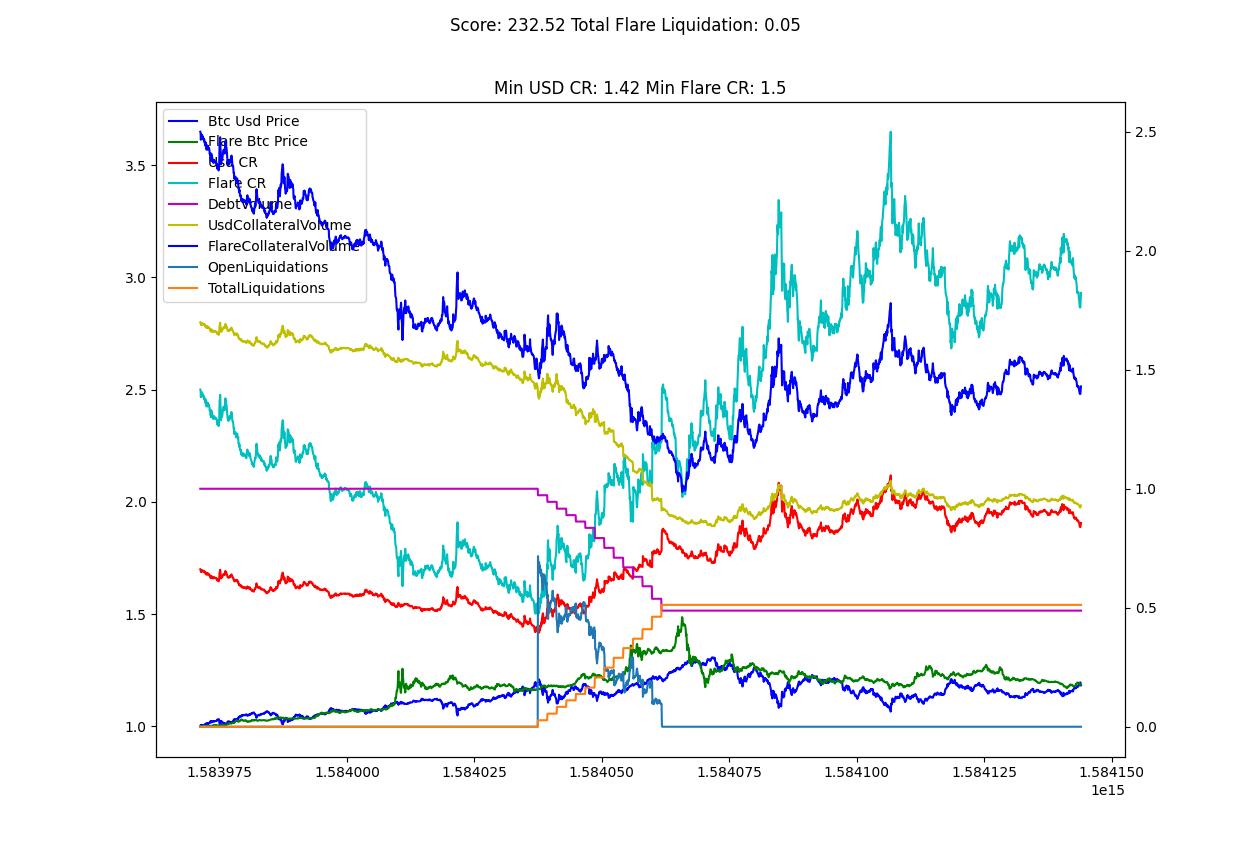 Score: 232.52 Total Flare Liquidation: 0.05
Min USD CR: 1.42 Min Flare CR: 1.5
Btc Usd Price
Flare Btc Price
Usd CR
Flare CR
DebtVolume
UsdCollateralVolume
FlareCollateralVolume
OpenLiquidations
TotalLiquidations
3.5
3.0
2.5
2.0
1.5
1.0
2.5
2.0
1.5
1.0
0.5
0.0
1.583975
1.584000
1.584025
1.584050
1.584075
1.584100
1.584125
1.584150
1e15